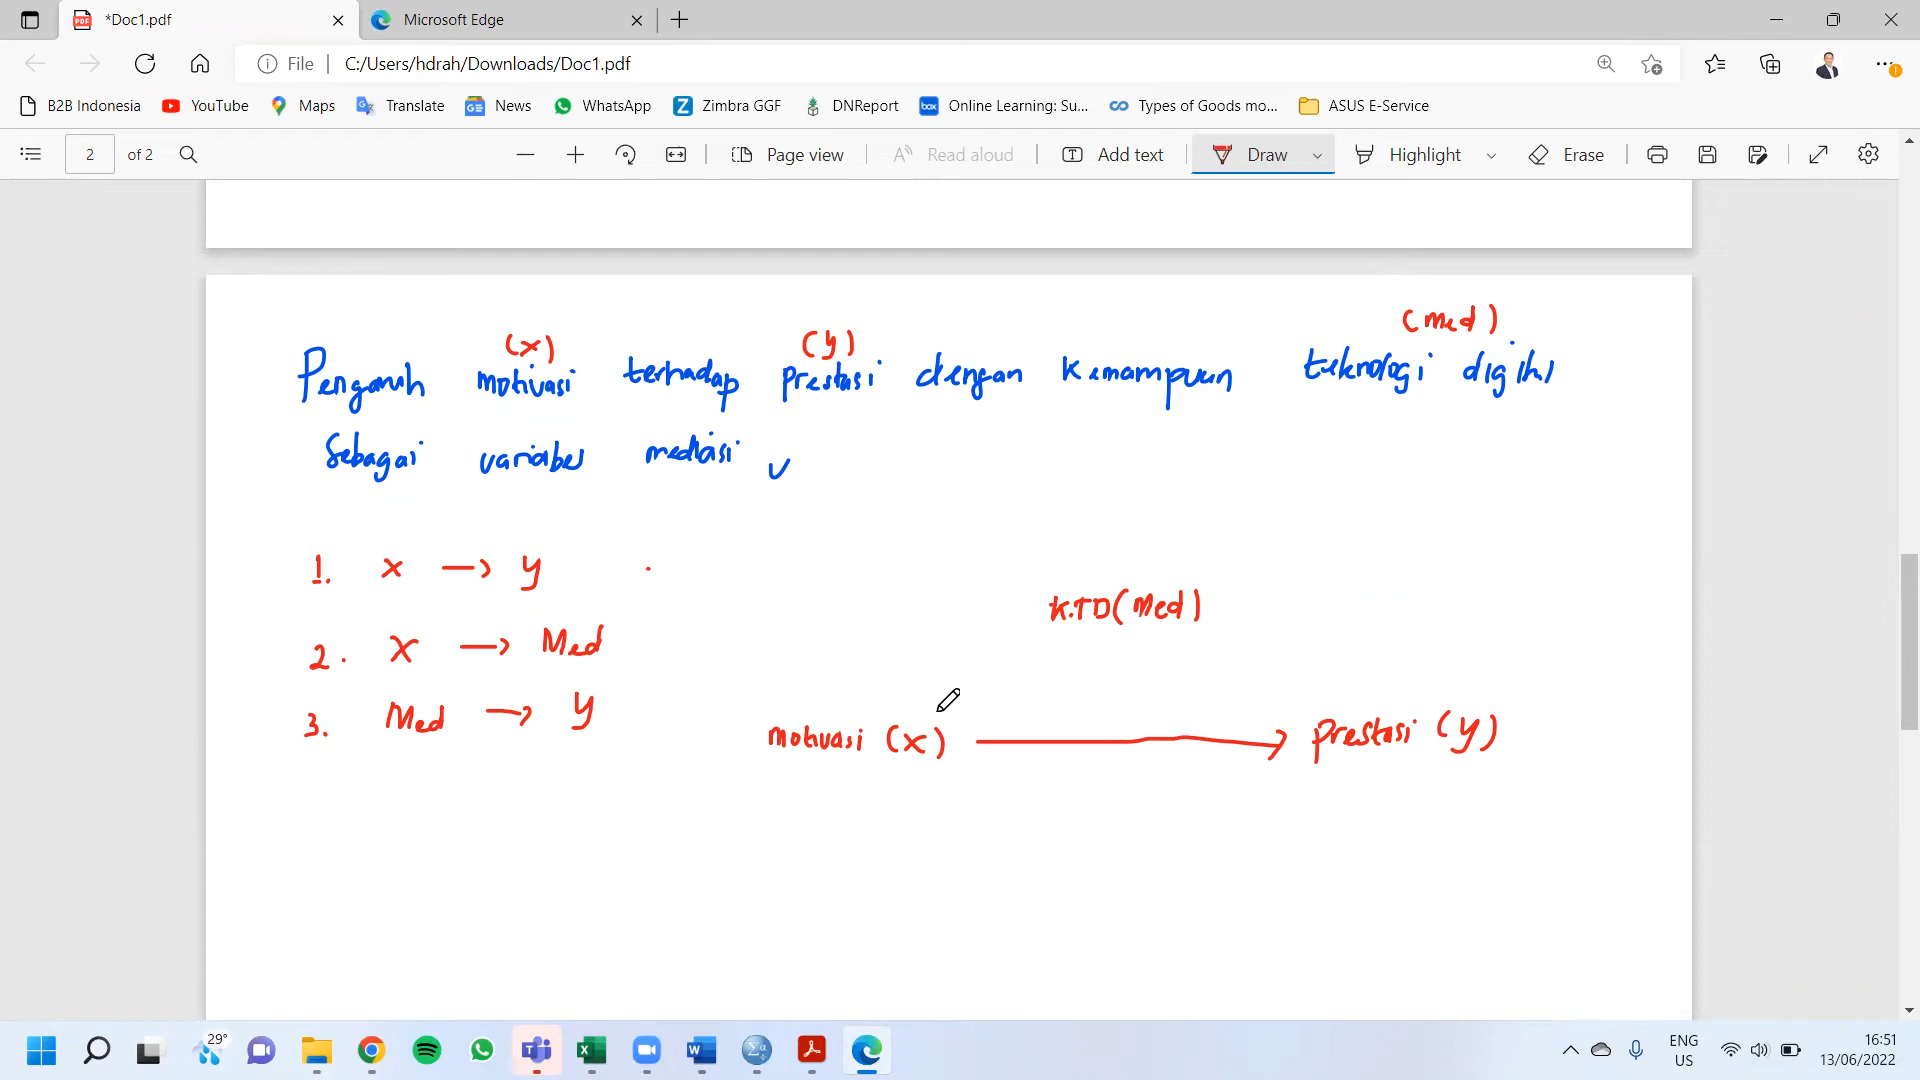 *Doc1.pdf
Microsoft Edge
File C:/Users/hdrah/Downloads/Doc1.pdf
B2B Indonesia YouTube Maps Translate News WhatsApp Zimbra GGF DNReport Online Learning: Su... Types of Goods mo... ASUS E-Service
2 of 2 Page view Read aloud Add text Draw Highlight Erase
(x) (y) (med)
Pengaruh motivasi terhadap prestasi dengan kemampuan teknologi digital
Sebagai variabel mediasi
1. x → y
K.TD(Med)
2. X → Med
3. Med → y
motivasi (x) → prestasi (y)
29°
ENG
US
16:51
13/06/2022